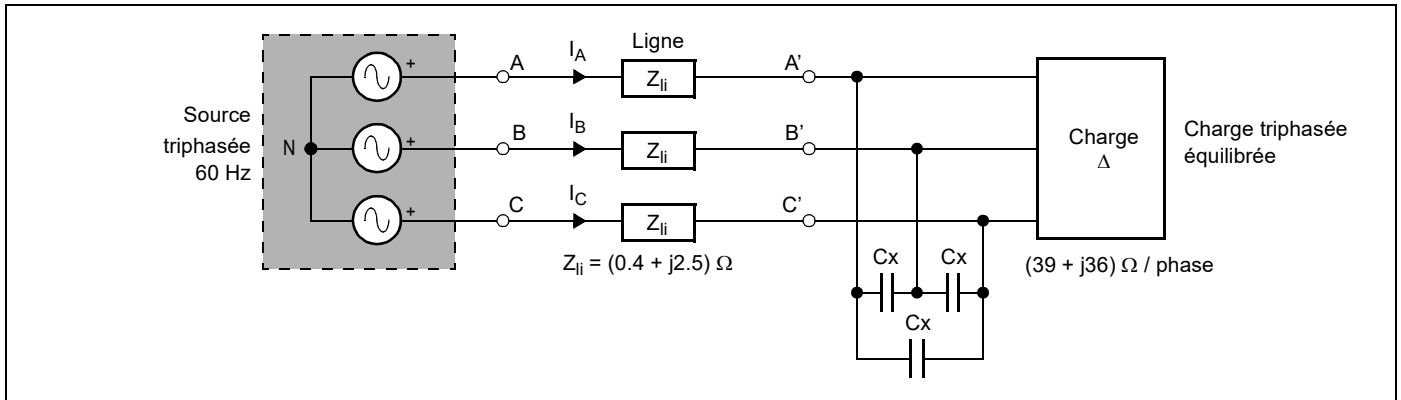 Source
triphasée
60 Hz
N
+
+
+
A
B
C
I_A
I_B
I_C
Ligne
Z_li
Z_li
Z_li
Z_li = (0.4 + j2.5) Ω
A'
B'
C'
Cx
Cx
Cx
Charge
Δ
(39 + j36) Ω / phase
Charge triphasée
équilibrée